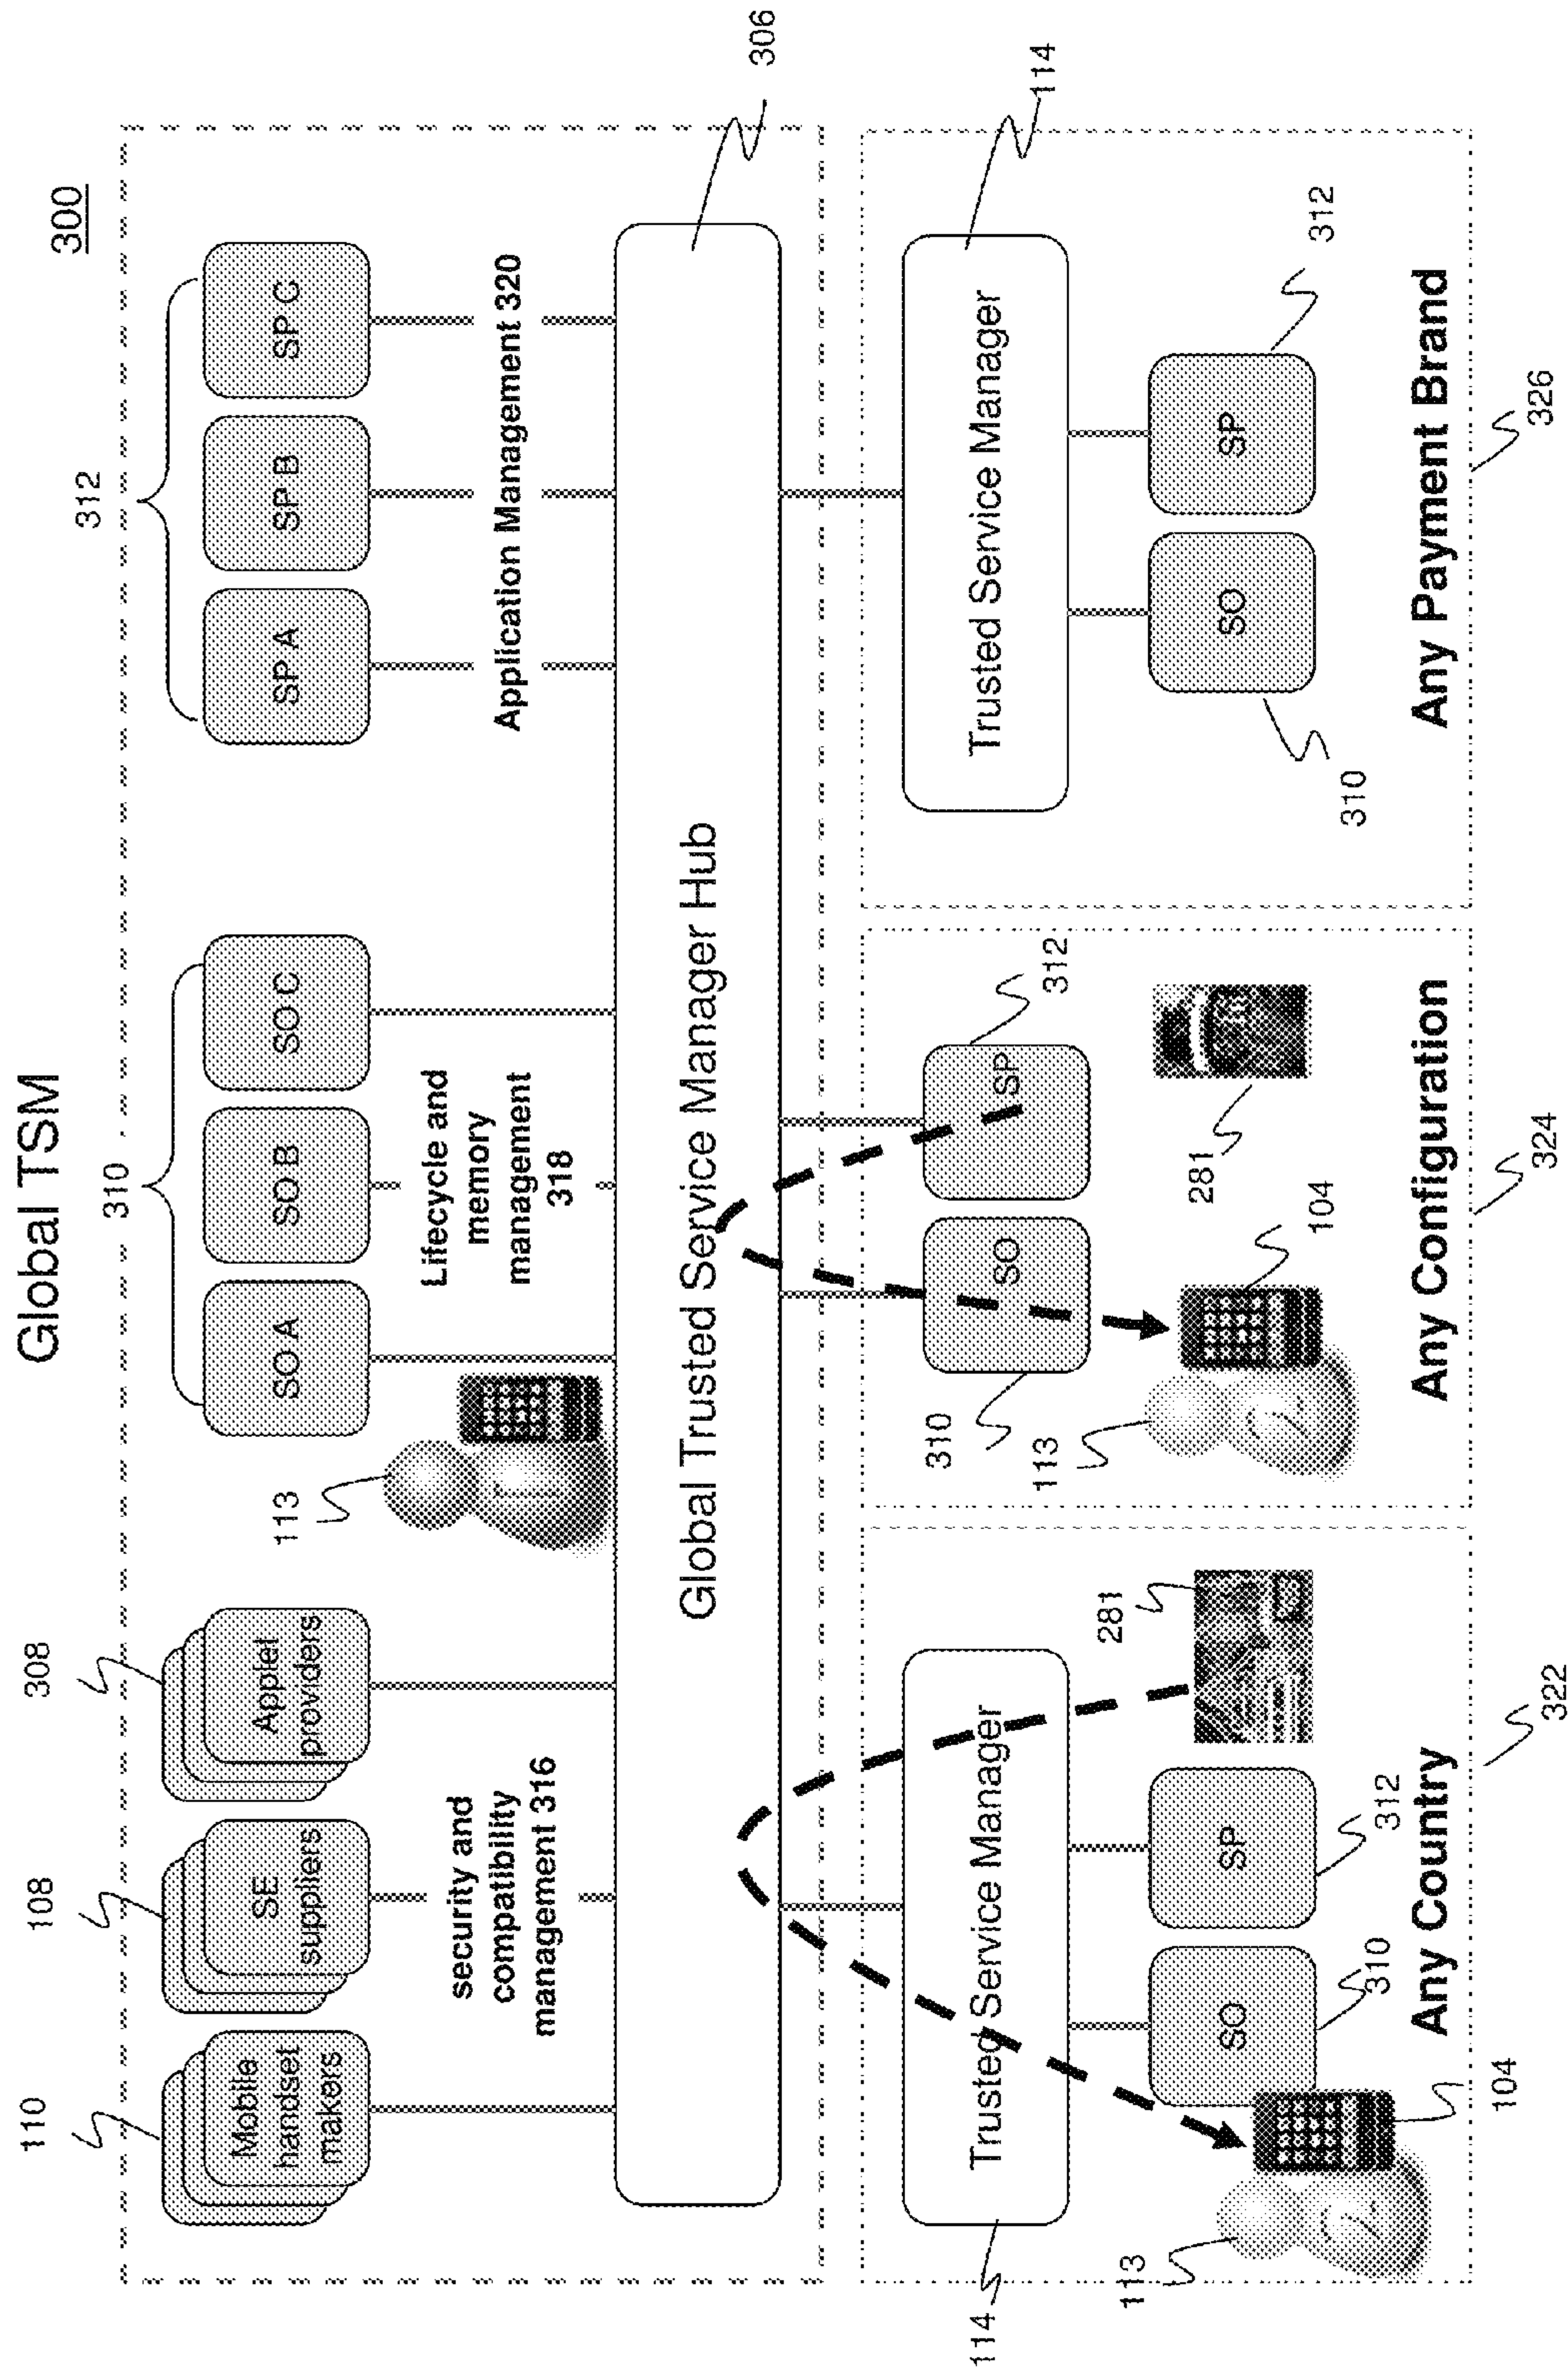 Global TSM
300
110
108
308
310
312
Mobile
handset
makers
SE
suppliers
Applet
providers
SO A
SO B
SO C
SP A
SP B
SP C
113
security and
compatibility
management 316
Lifecycle and
memory
management
318
Application Management 320
Global Trusted Service Manager Hub
306
114
Trusted Service Manager
SO
SP
281
113
104
310
312
Any Country
322
SO
SP
310
312
113
104
281
Any Configuration
324
Trusted Service Manager
114
SO
SP
310
312
Any Payment Brand
326